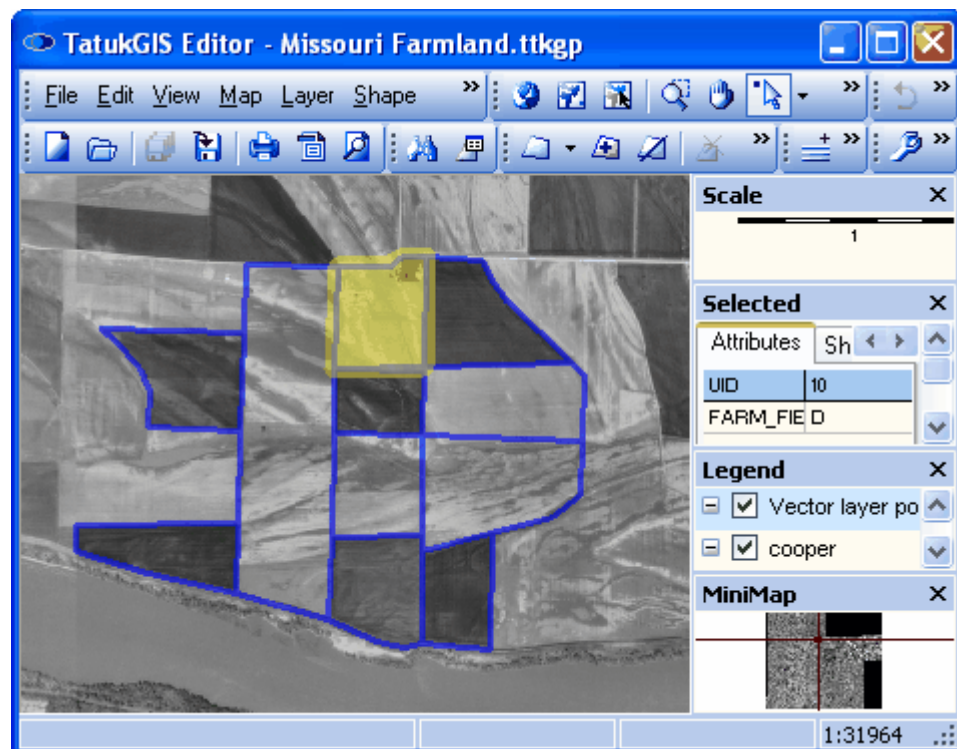 TatukGIS Editor - Missouri Farmland.ttkgp
File Edit View Map Layer Shape
Scale
1
Selected
Attributes Sh
UID 10
FARM_FIE D
Legend
Vector layer po
cooper
MiniMap
1:31964